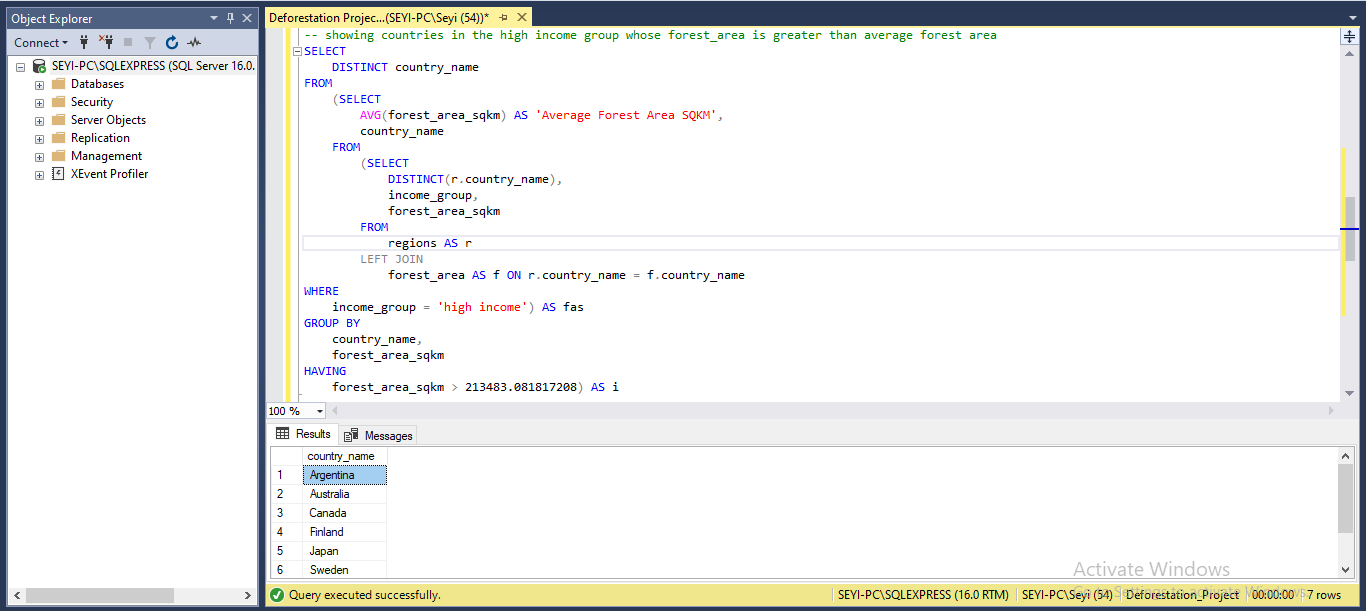 Object Explorer
Connect
SEYI-PC\SQLEXPRESS (SQL Server 16.0.
Databases
Security
Server Objects
Replication
Management
XEvent Profiler
Deforestation Projec...(SEYI-PC\Seyi (54))*
-- showing countries in the high income group whose forest_area is greater than average forest area
SELECT
DISTINCT country_name
FROM
(SELECT
AVG(forest_area_sqkm) AS 'Average Forest Area SQKM',
country_name
FROM
(SELECT
DISTINCT(r.country_name),
income_group,
forest_area_sqkm
FROM
regions AS r
LEFT JOIN
forest_area AS f ON r.country_name = f.country_name
WHERE
income_group = 'high income') AS fas
GROUP BY
country_name,
forest_area_sqkm
HAVING
forest_area_sqkm > 213483.081817208) AS i
100 %
Results
Messages
country_name
1 Argentina
2 Australia
3 Canada
4 Finland
5 Japan
6 Sweden
Activate Windows
Query executed successfully.
SEYI-PC\SQLEXPRESS (16.0 RTM)
SEYI-PC\Seyi (54)
Deforestation_Project
00:00:00
7 rows